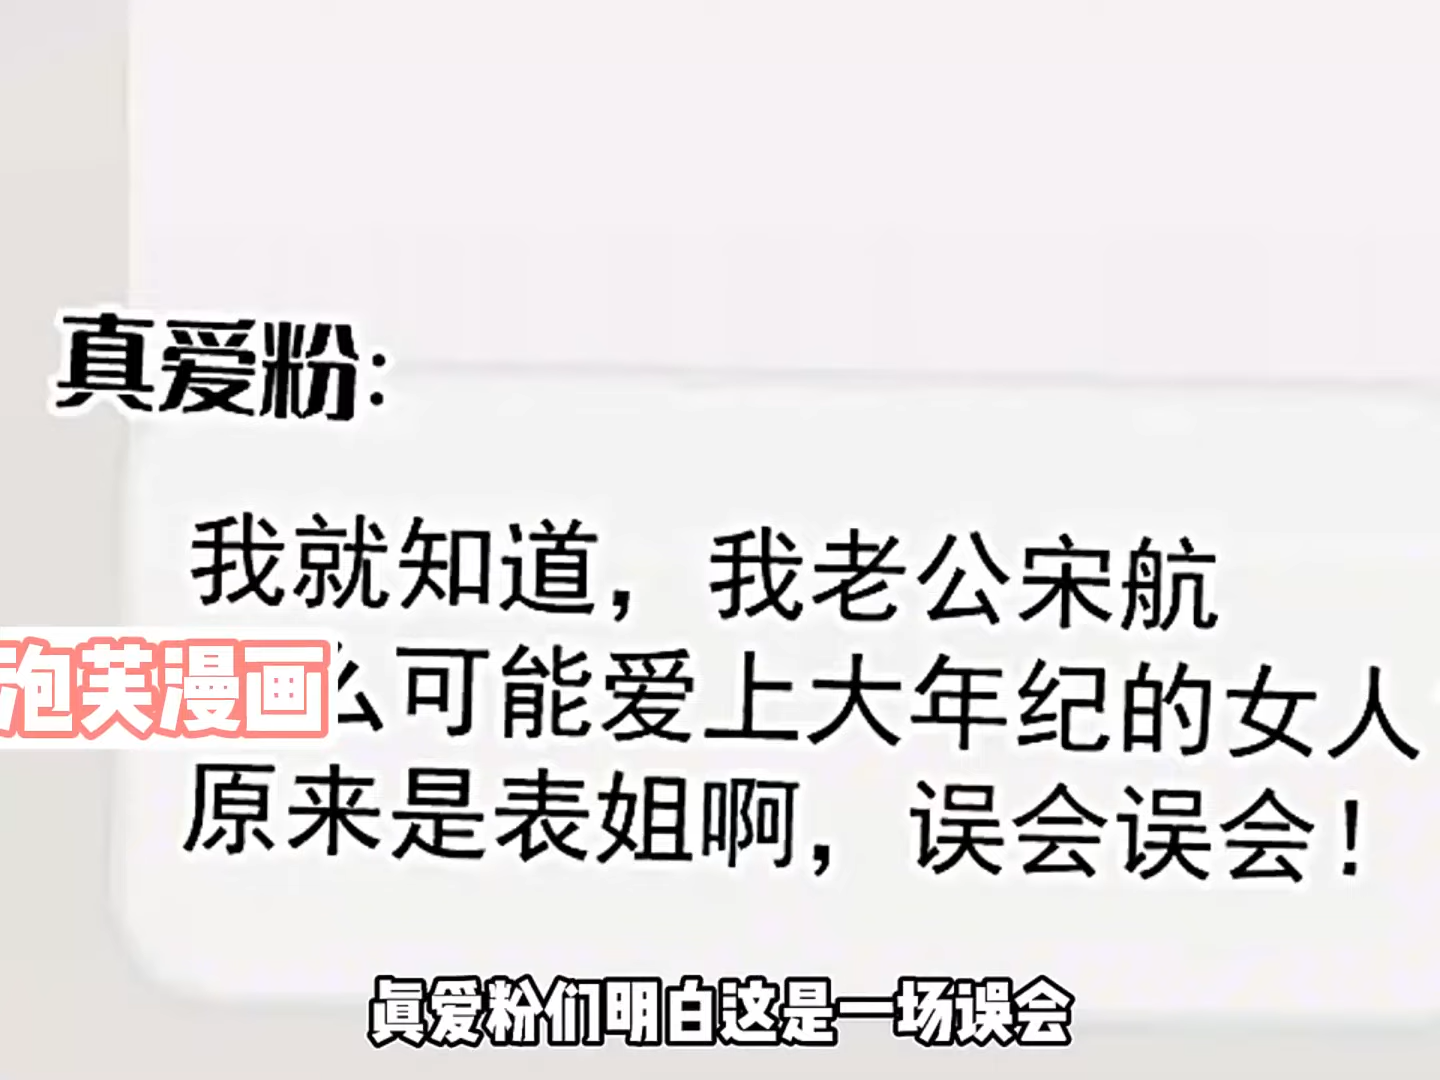 真爱粉:
我就知道，我老公宋航
么可能爱上大年纪的女人
泡芙漫画
原来是表姐啊，误会误会！
真爱粉们明白这是一场误会